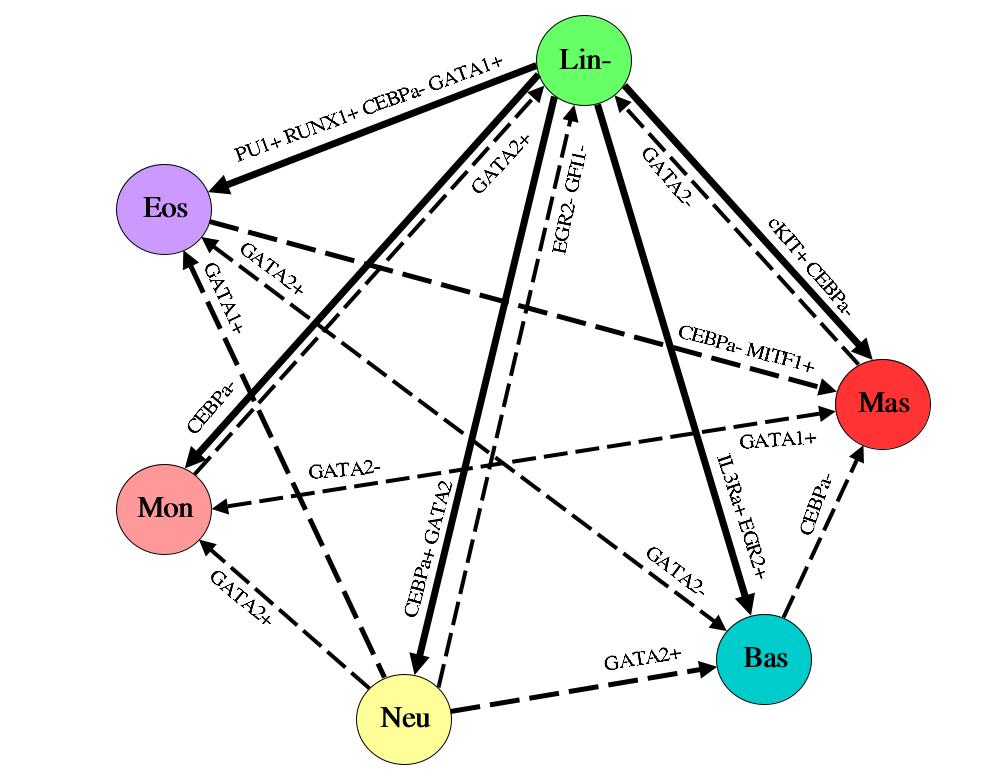 Lin-
PU1+ RUNX1+ CEBPa- GATA1+
GATA2+
EGR2- GFI1-
GATA2-
Eos
cKIT+ CEBPa-
GATA2+
GATA1+
CEBPa- MITF1+
CEBPa-
Mas
GATA1+
GATA2-
Mon
IL3Ra+ EGR2+
CEBPa-
CEBPa+ GATA2
GATA2-
GATA2+
GATA2+
Bas
Neu